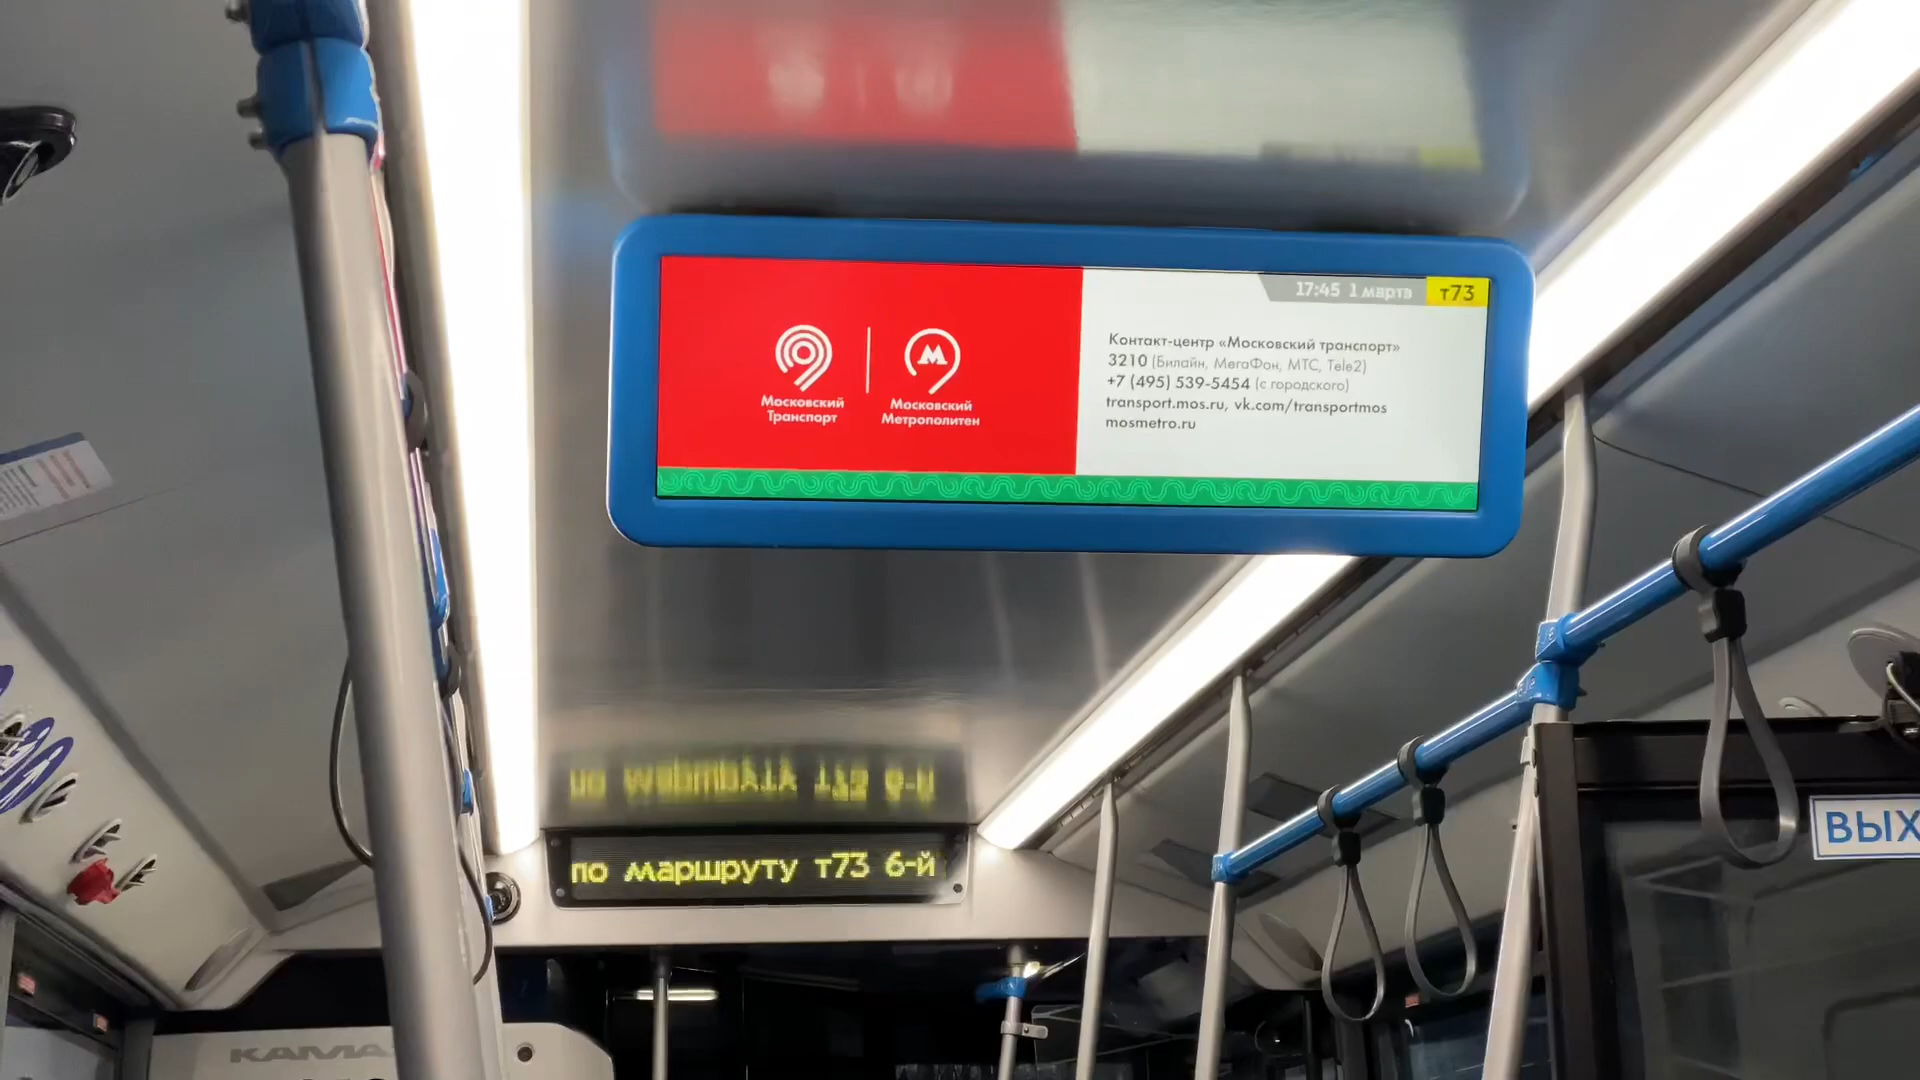 17:45 1 марта
т73
Московский
Транспорт
Московский
Метрополитен
Контакт-центр «Московский транспорт»
3210 (Билайн, МегаФон, МТС, Tele2)
+7 (495) 539-5454 (с городского)
transport.mos.ru, vk.com/transportmos
mosmetro.ru
по маршруту т73 6-й
ВЫХ
KAMA